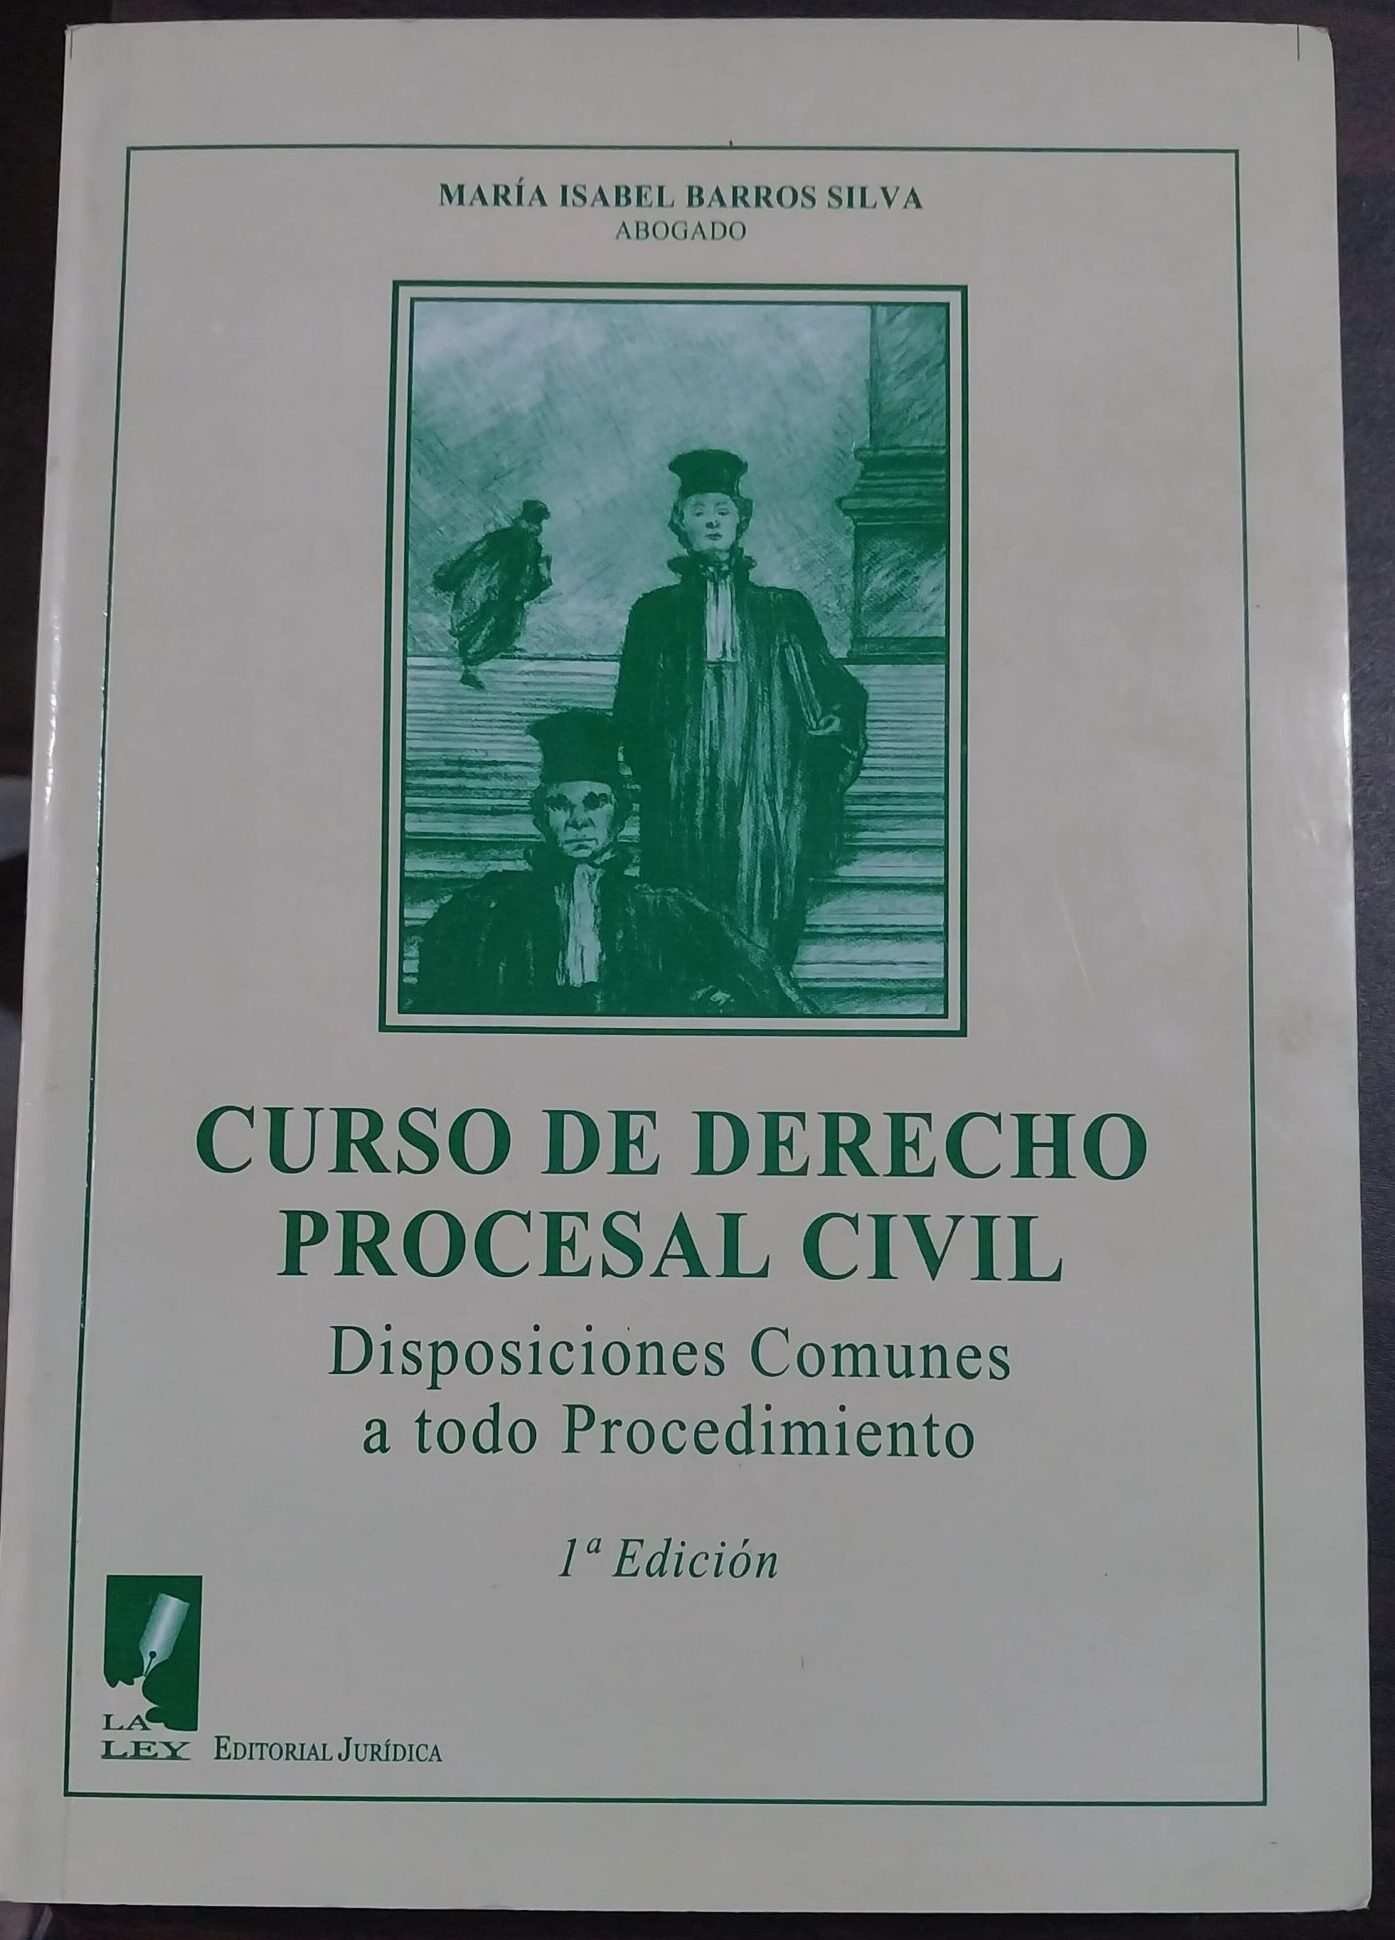 MARÍA ISABEL BARROS SILVA
ABOGADO
CURSO DE DERECHO
PROCESAL CIVIL
Disposiciones Comunes
a todo Procedimiento
1ª Edición
LA
LEY EDITORIAL JURÍDICA